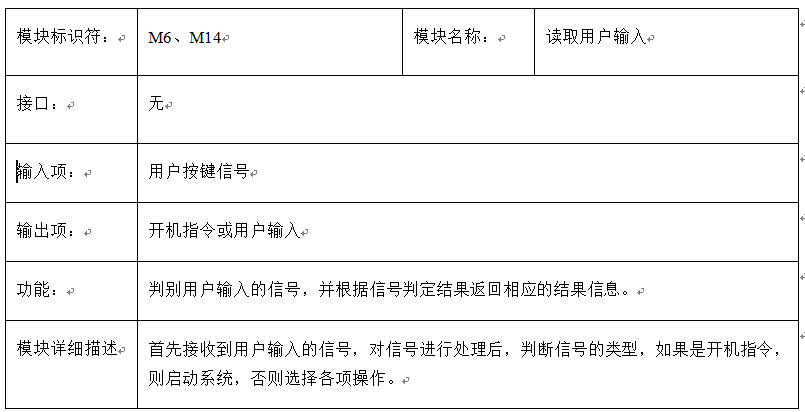 模块标识符： M6、M14 模块名称： 读取用户输入
接口： 无
输入项： 用户按键信号
输出项： 开机指令或用户输入
功能： 判别用户输入的信号，并根据信号判定结果返回相应的结果信息。
模块详细描述 首先接收到用户输入的信号，对信号进行处理后，判断信号的类型，如果是开机指令，
则启动系统，否则选择各项操作。